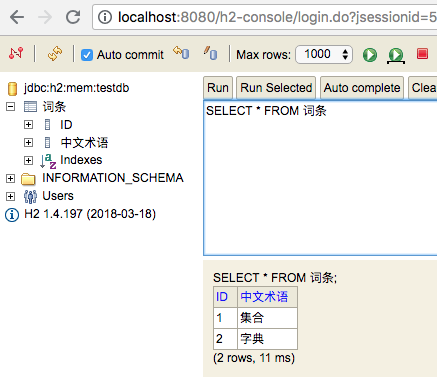 localhost:8080/h2-console/login.do?jsessionid=5
Auto commit
Max rows: 1000
jdbc:h2:mem:testdb
词条
ID
中文术语
Indexes
INFORMATION_SCHEMA
Users
H2 1.4.197 (2018-03-18)
Run Run Selected Auto complete Clea
SELECT * FROM 词条
SELECT * FROM 词条;
ID 中文术语
1 集合
2 字典
(2 rows, 11 ms)